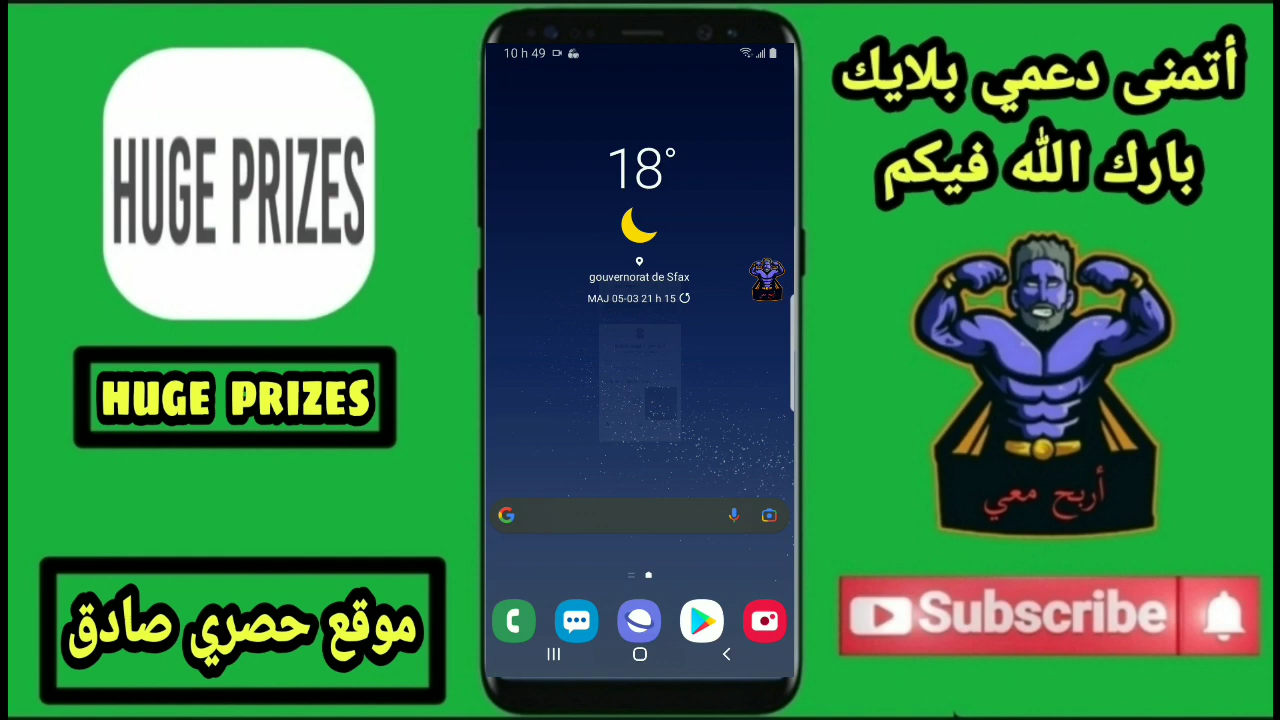 HUGE PRIZES
HUGE PRIZES
موقع حصري صادق
10 h 49
18°
gouvernorat de Sfax
MAJ 05-03 21 h 15
أتمنى دعمي بلايك
بارك الله فيكم
أربح معي
Subscribe